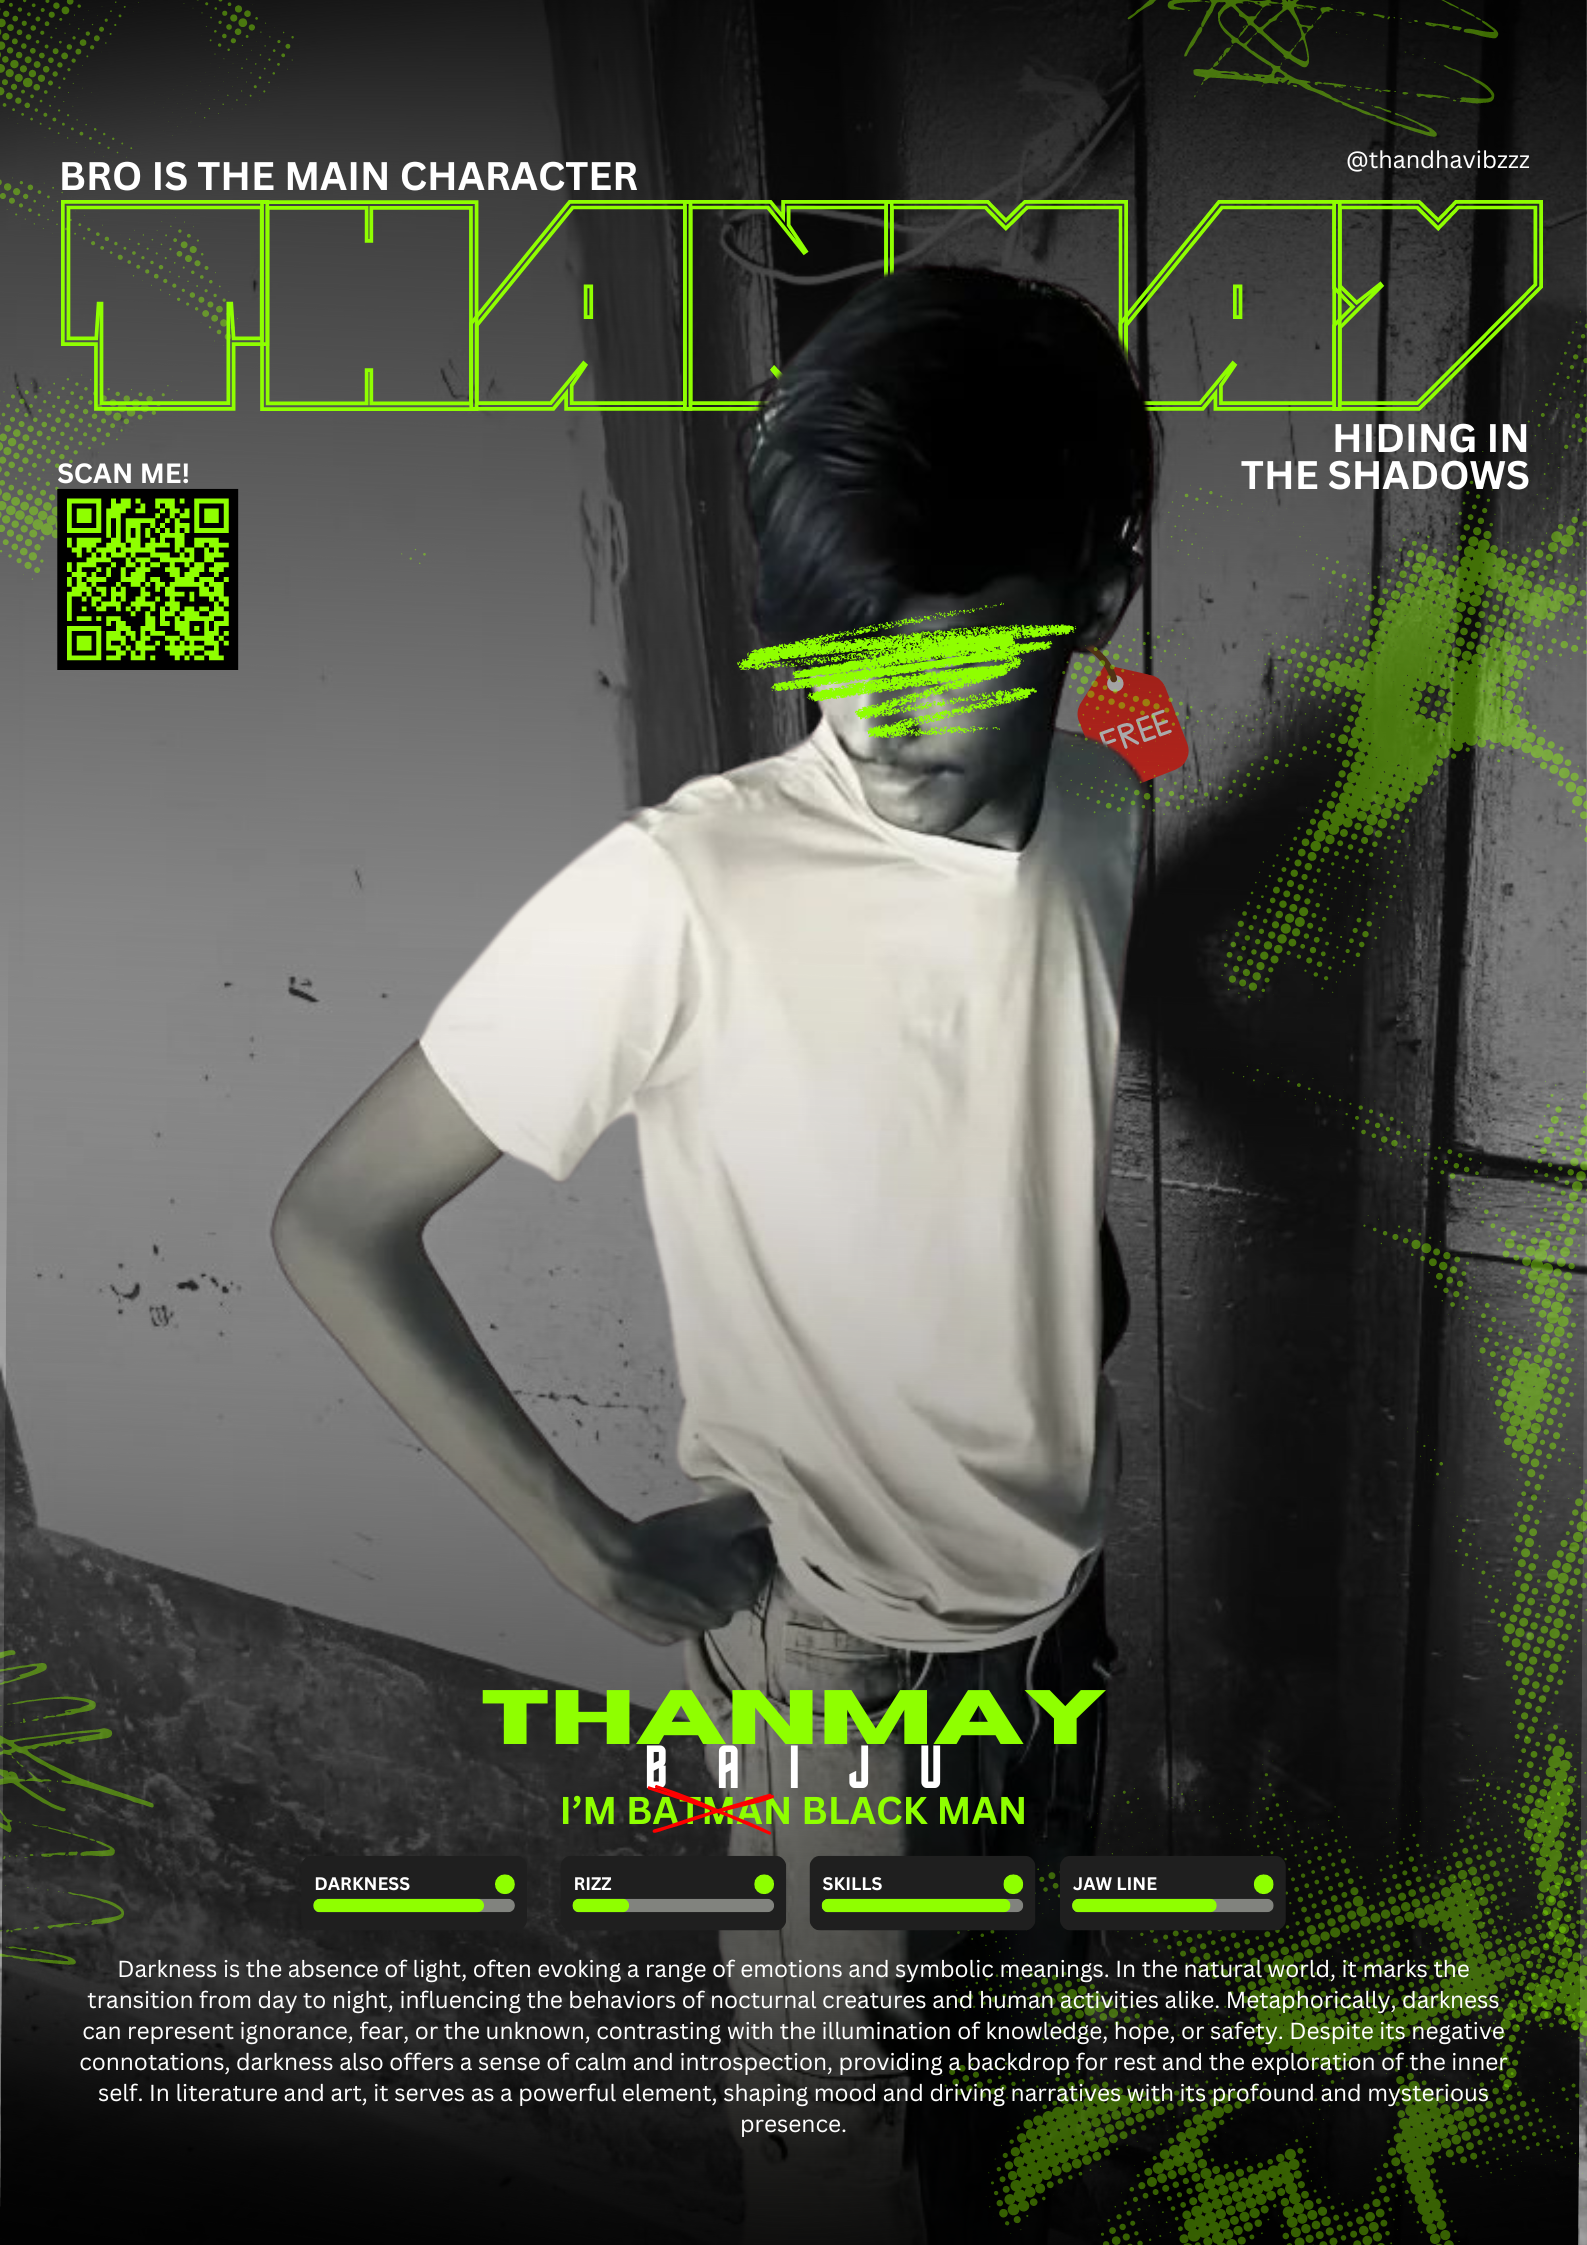 BRO IS THE MAIN CHARACTER
@thandhavibzzz
THANMAY
HIDING IN
THE SHADOWS
SCAN ME!
FREE
THANMAY
BAIJU
I'M BATMAN BLACK MAN
DARKNESS
RIZZ
SKILLS
JAW LINE
Darkness is the absence of light, often evoking a range of emotions and symbolic meanings. In the natural world, it marks the
transition from day to night, influencing the behaviors of nocturnal creatures and human activities alike. Metaphorically, darkness
can represent ignorance, fear, or the unknown, contrasting with the illumination of knowledge, hope, or safety. Despite its negative
connotations, darkness also offers a sense of calm and introspection, providing a backdrop for rest and the exploration of the inner
self. In literature and art, it serves as a powerful element, shaping mood and driving narratives with its profound and mysterious
presence.